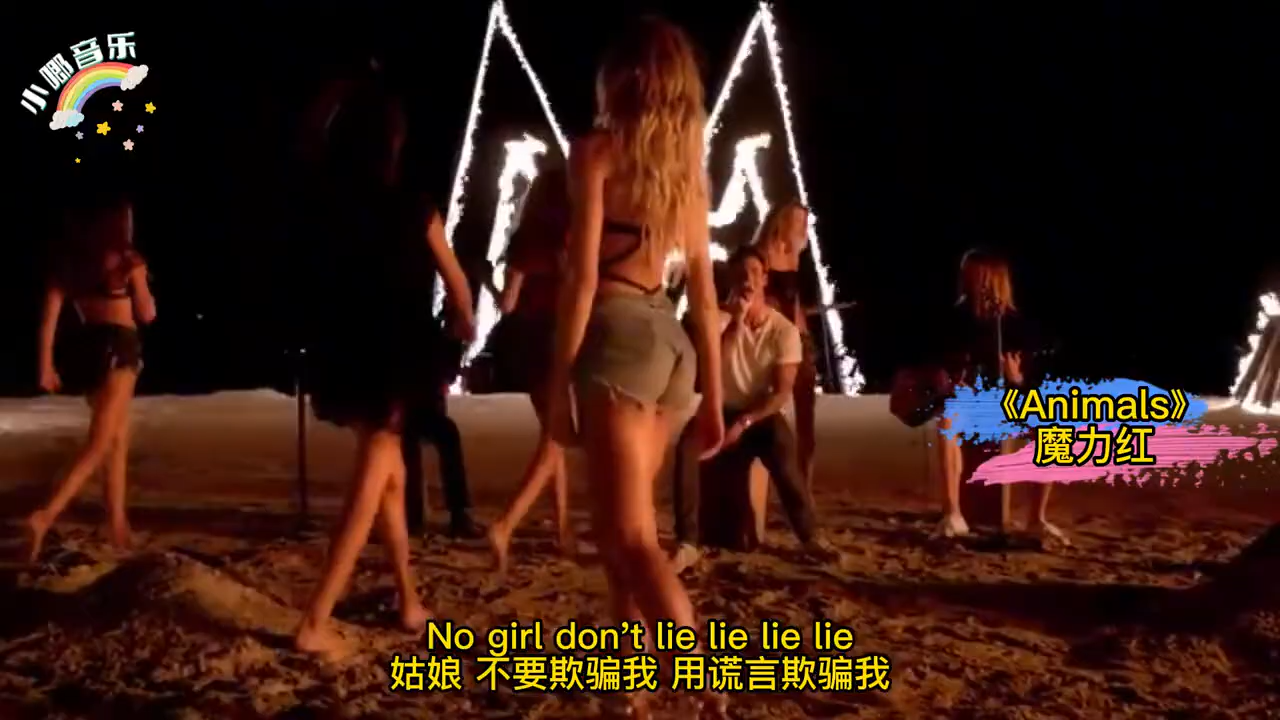 小嘟音乐
《Animals》
魔力红
No girl don't lie lie lie lie
姑娘 不要欺骗我 用谎言欺骗我